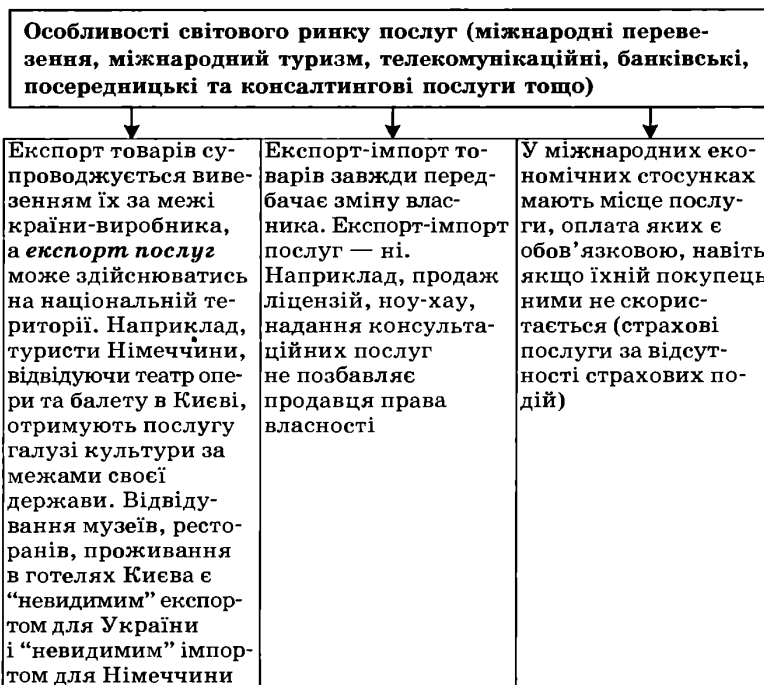 Особливості світового ринку послуг (міжнародні переве-
зення, міжнародний туризм, телекомунікаційні, банківські,
посередницькі та консалтингові послуги тощо)
Експорт товарів су-
проводжується виве-
зенням їх за межі
країни-виробника,
а експорт послуг
може здійснюватись
на національній те-
риторії. Наприклад,
туристи Німеччини,
відвідуючи театр опе-
ри та балету в Києві,
отримують послугу
галузі культури за
межами своєї
держави. Відвіду-
вання музеїв, ресто-
ранів, проживання
в готелях Києва є
“невидимим” експор-
том для України
і “невидимим” імпор-
том для Німеччини
Експорт-імпорт то-
варів завжди перед-
бачає зміну влас-
ника. Експорт-імпорт
послуг — ні.
Наприклад, продаж
ліцензій, ноу-хау,
надання консульта-
ційних послуг
не позбавляє
продавця права
власності
У міжнародних еко-
номічних стосунках
мають місце послу-
ги, оплата яких є
обов’язковою, навіть
якщо їхній покупець
ними не скорис-
тається (страхові
послуги за відсут-
ності страхових по-
дій)